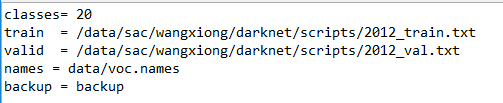 classes= 20
train  = /data/sac/wangxiong/darknet/scripts/2012_train.txt
valid  = /data/sac/wangxiong/darknet/scripts/2012_val.txt
names = data/voc.names
backup = backup